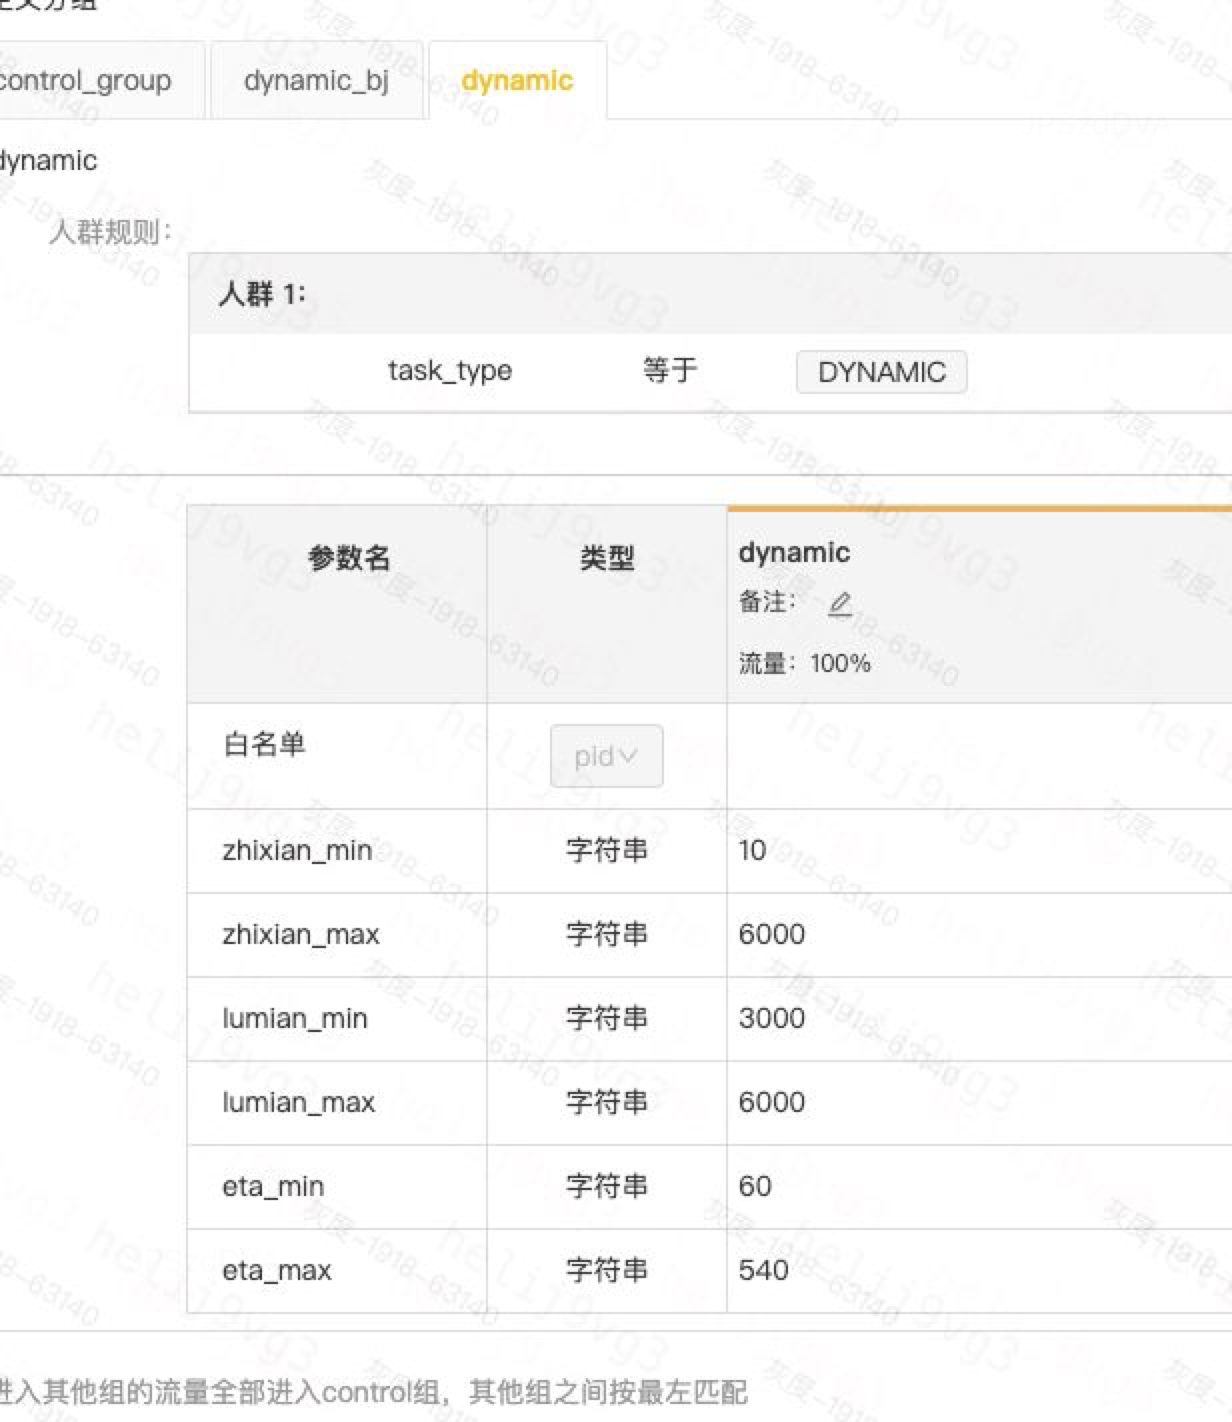 control_group dynamic_bj dynamic
dynamic
人群规则：
人群 1：
task_type 等于 DYNAMIC
参数名 类型 dynamic
备注：
流量：100%
白名单 pid
zhixian_min 字符串 10
zhixian_max 字符串 6000
lumian_min 字符串 3000
lumian_max 字符串 6000
eta_min 字符串 60
eta_max 字符串 540
进入其他组的流量全部进入control组，其他组之间按最左匹配
灰度-1918-63140